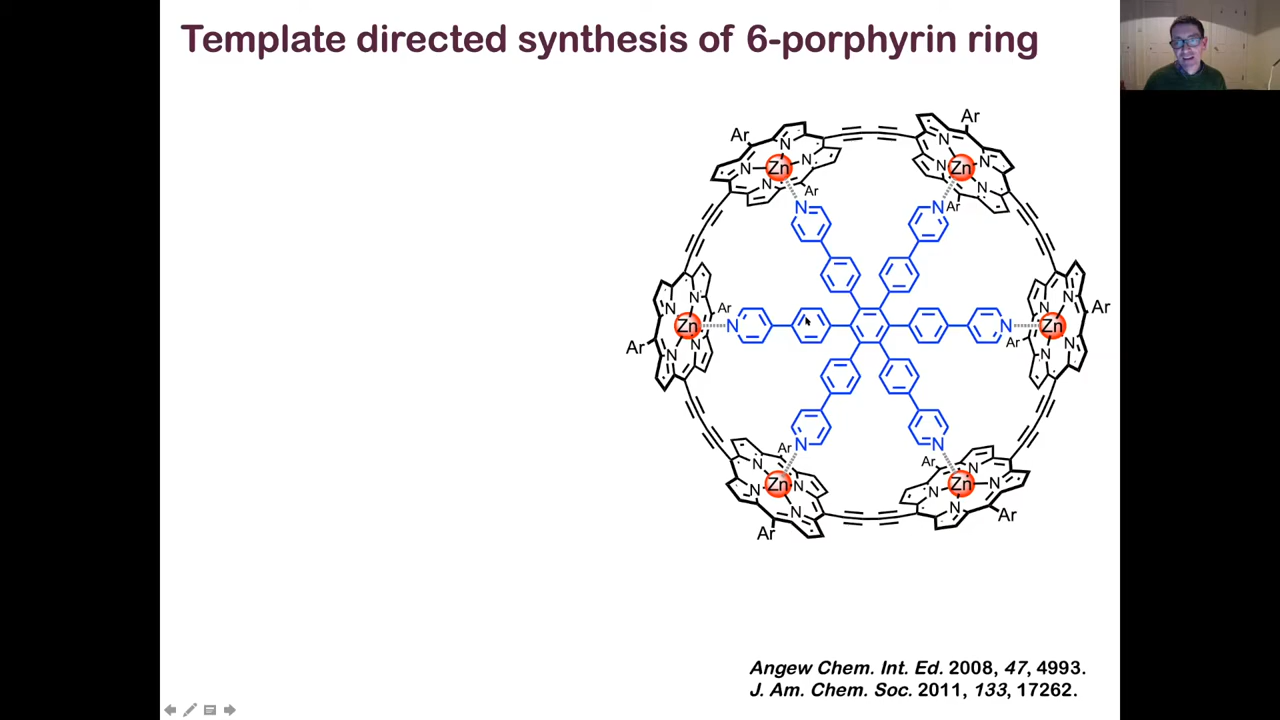 Template directed synthesis of 6-porphyrin ring
Ar
Ar
Zn
N
N
N
N
Ar
N
Ar
Zn
N
N
N
N
Ar
N
Ar
Zn
N
N
N
N
Ar
N
N
Ar
Zn
N
N
N
N
Ar
N
Ar
Zn
N
N
N
N
Ar
N
Ar
Zn
N
N
N
N
Ar
Angew Chem. Int. Ed. 2008, 47, 4993.
J. Am. Chem. Soc. 2011, 133, 17262.